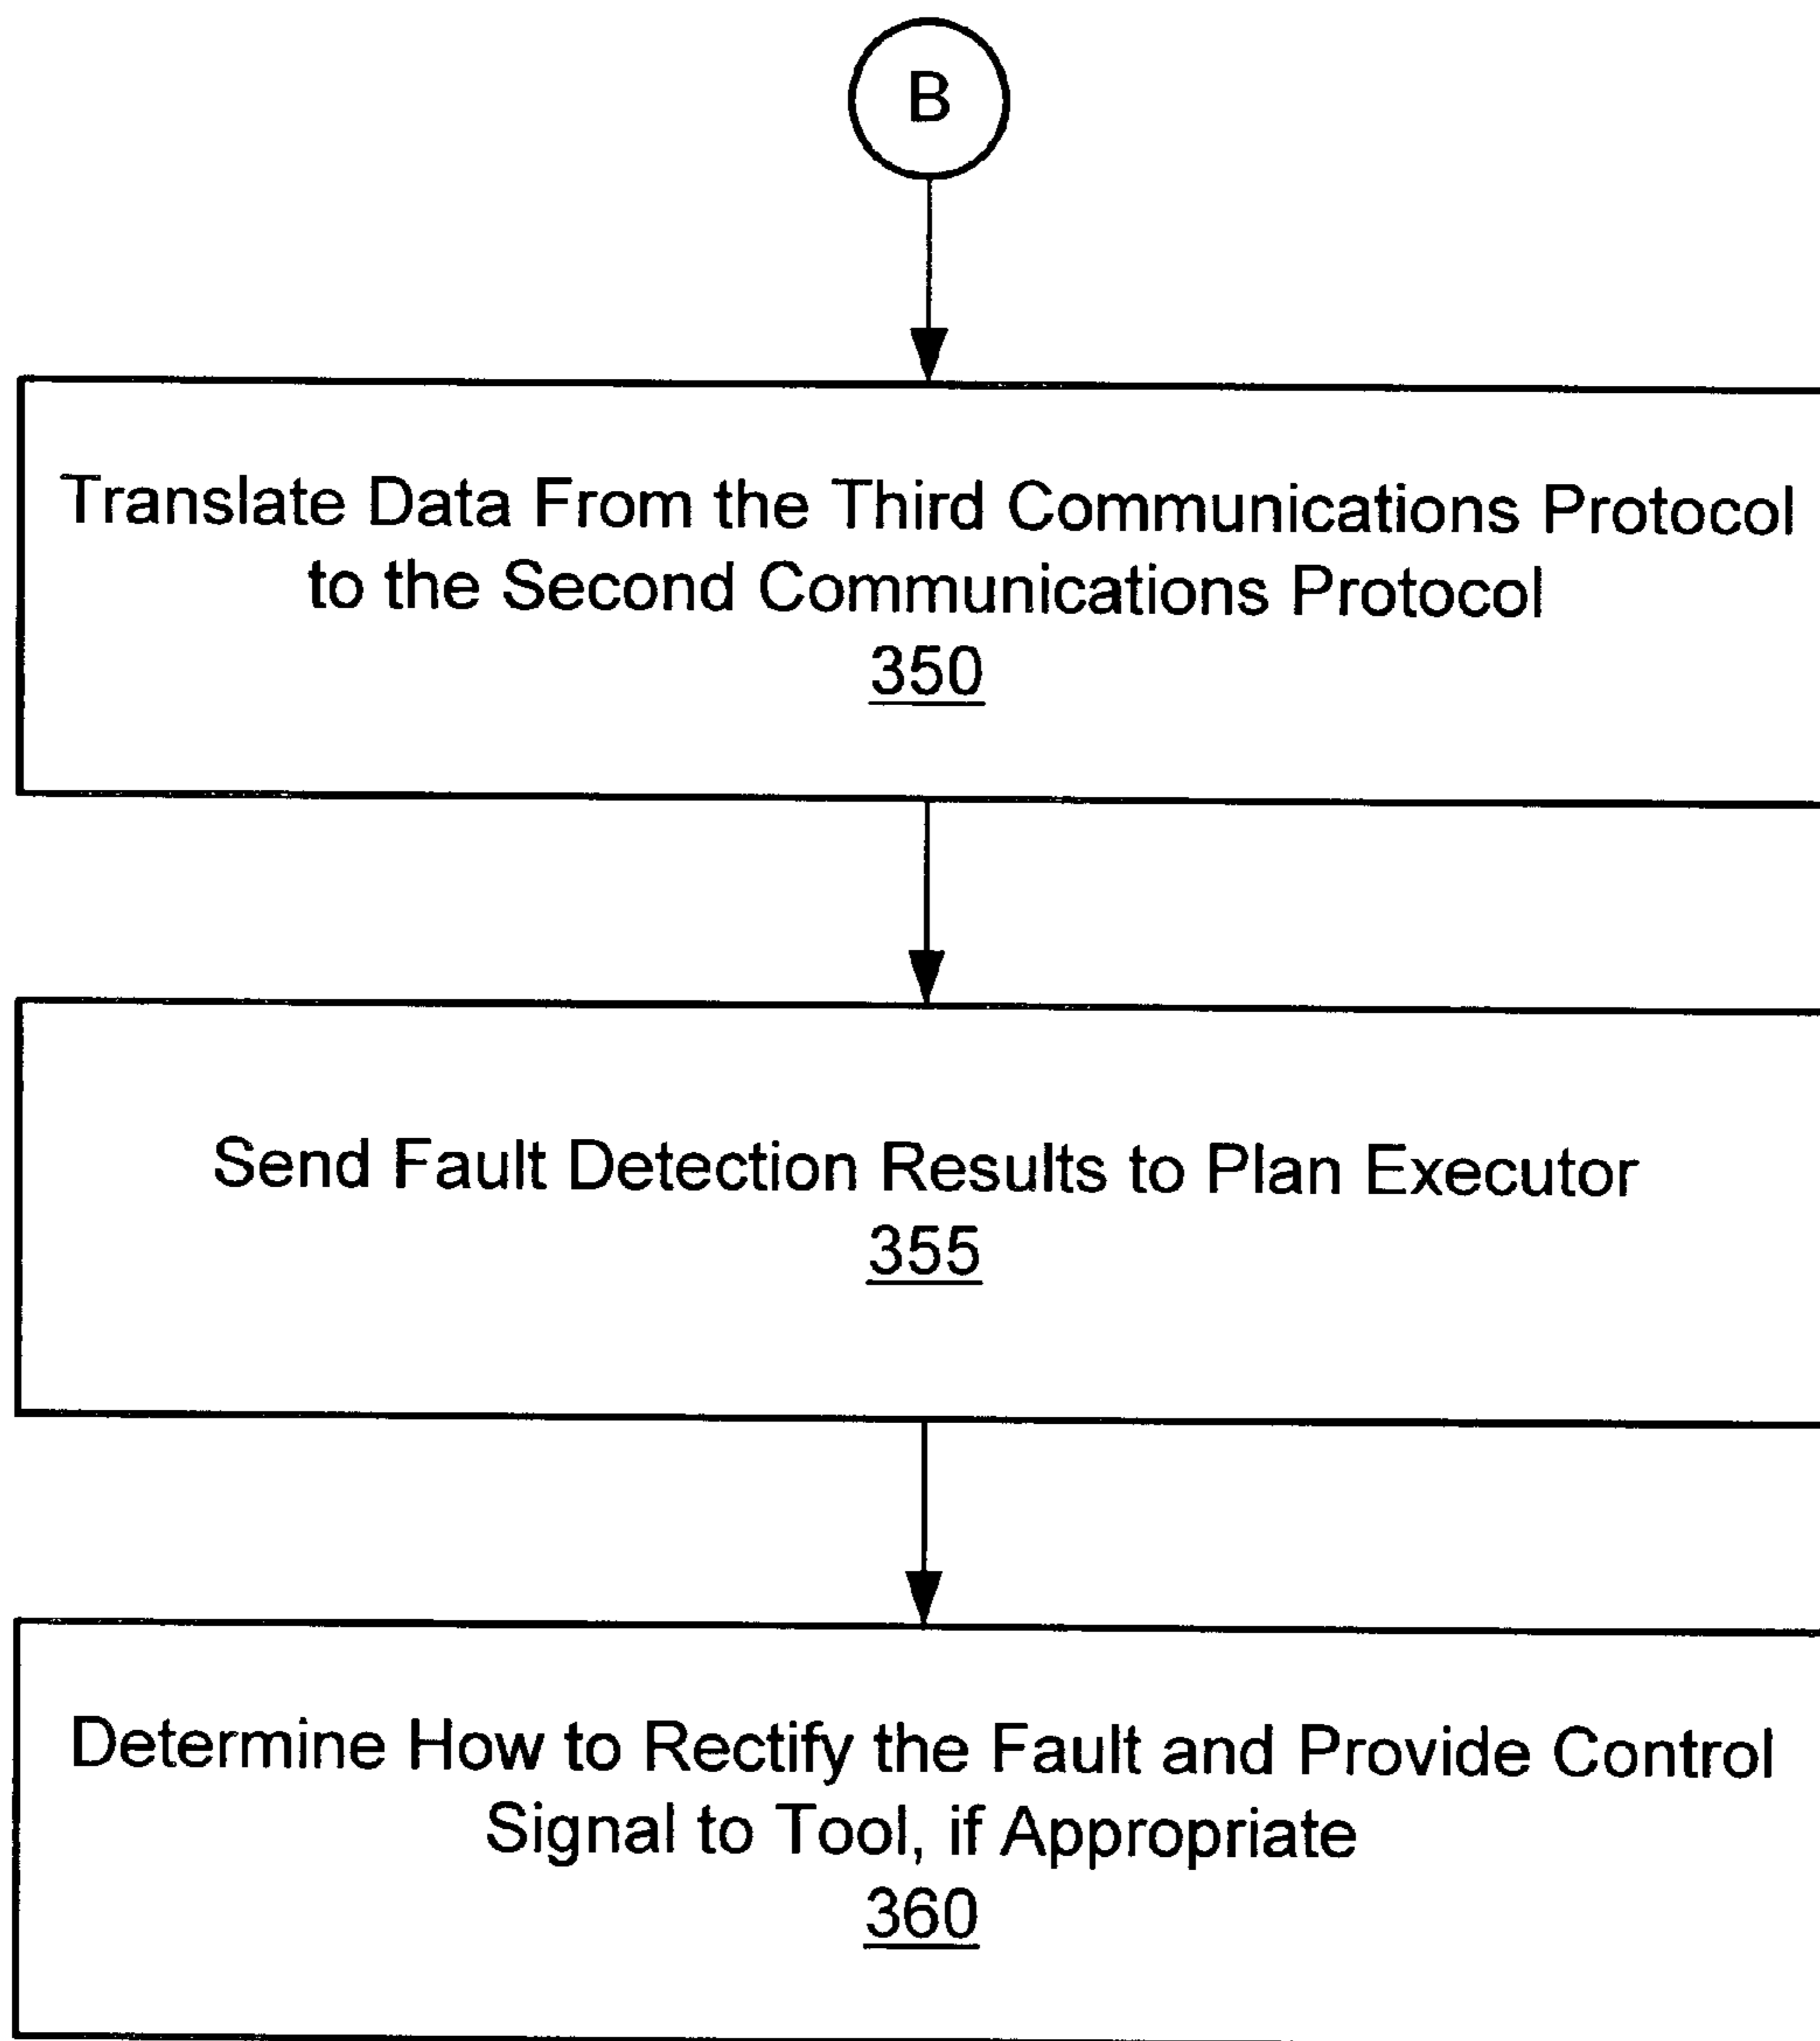 B
Translate Data From the Third Communications Protocol
to the Second Communications Protocol
350
Send Fault Detection Results to Plan Executor
355
Determine How to Rectify the Fault and Provide Control
Signal to Tool, if Appropriate
360